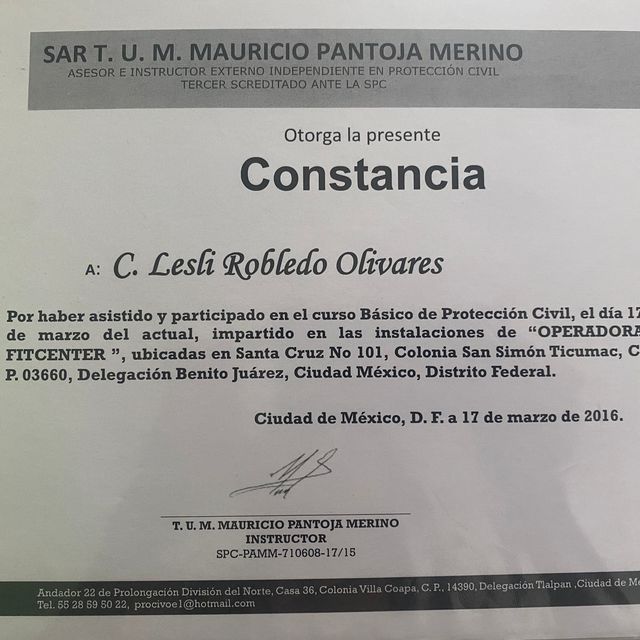 SAR T. U. M. MAURICIO PANTOJA MERINO
ASESOR E INSTRUCTOR EXTERNO INDEPENDIENTE EN PROTECCIÓN CIVIL
TERCER SCREDITADO ANTE LA SPC
Otorga la presente
Constancia
A: C. Lesli Robledo Olivares
Por haber asistido y participado en el curso Básico de Protección Civil, el día 17
de marzo del actual, impartido en las instalaciones de "OPERADORA
FITCENTER ", ubicadas en Santa Cruz No 101, Colonia San Simón Ticumac, C.
P. 03660, Delegación Benito Juárez, Ciudad México, Distrito Federal.
Ciudad de México, D. F. a 17 de marzo de 2016.
T. U. M. MAURICIO PANTOJA MERINO
INSTRUCTOR
SPC-PAMM-710608-17/15
Andador 22 de Prolongación División del Norte, Casa 36, Colonia Villa Coapa, C. P., 14390, Delegación Tlalpan ,Ciudad de
Tel. 55 28 59 50 22, procivoe1@hotmail.com